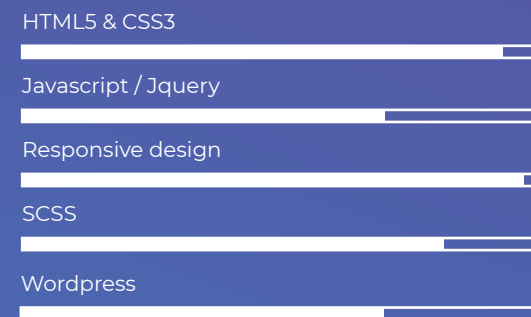 HTML5 & CSS3
Javascript / Jquery
Responsive design
SCSS
Wordpress